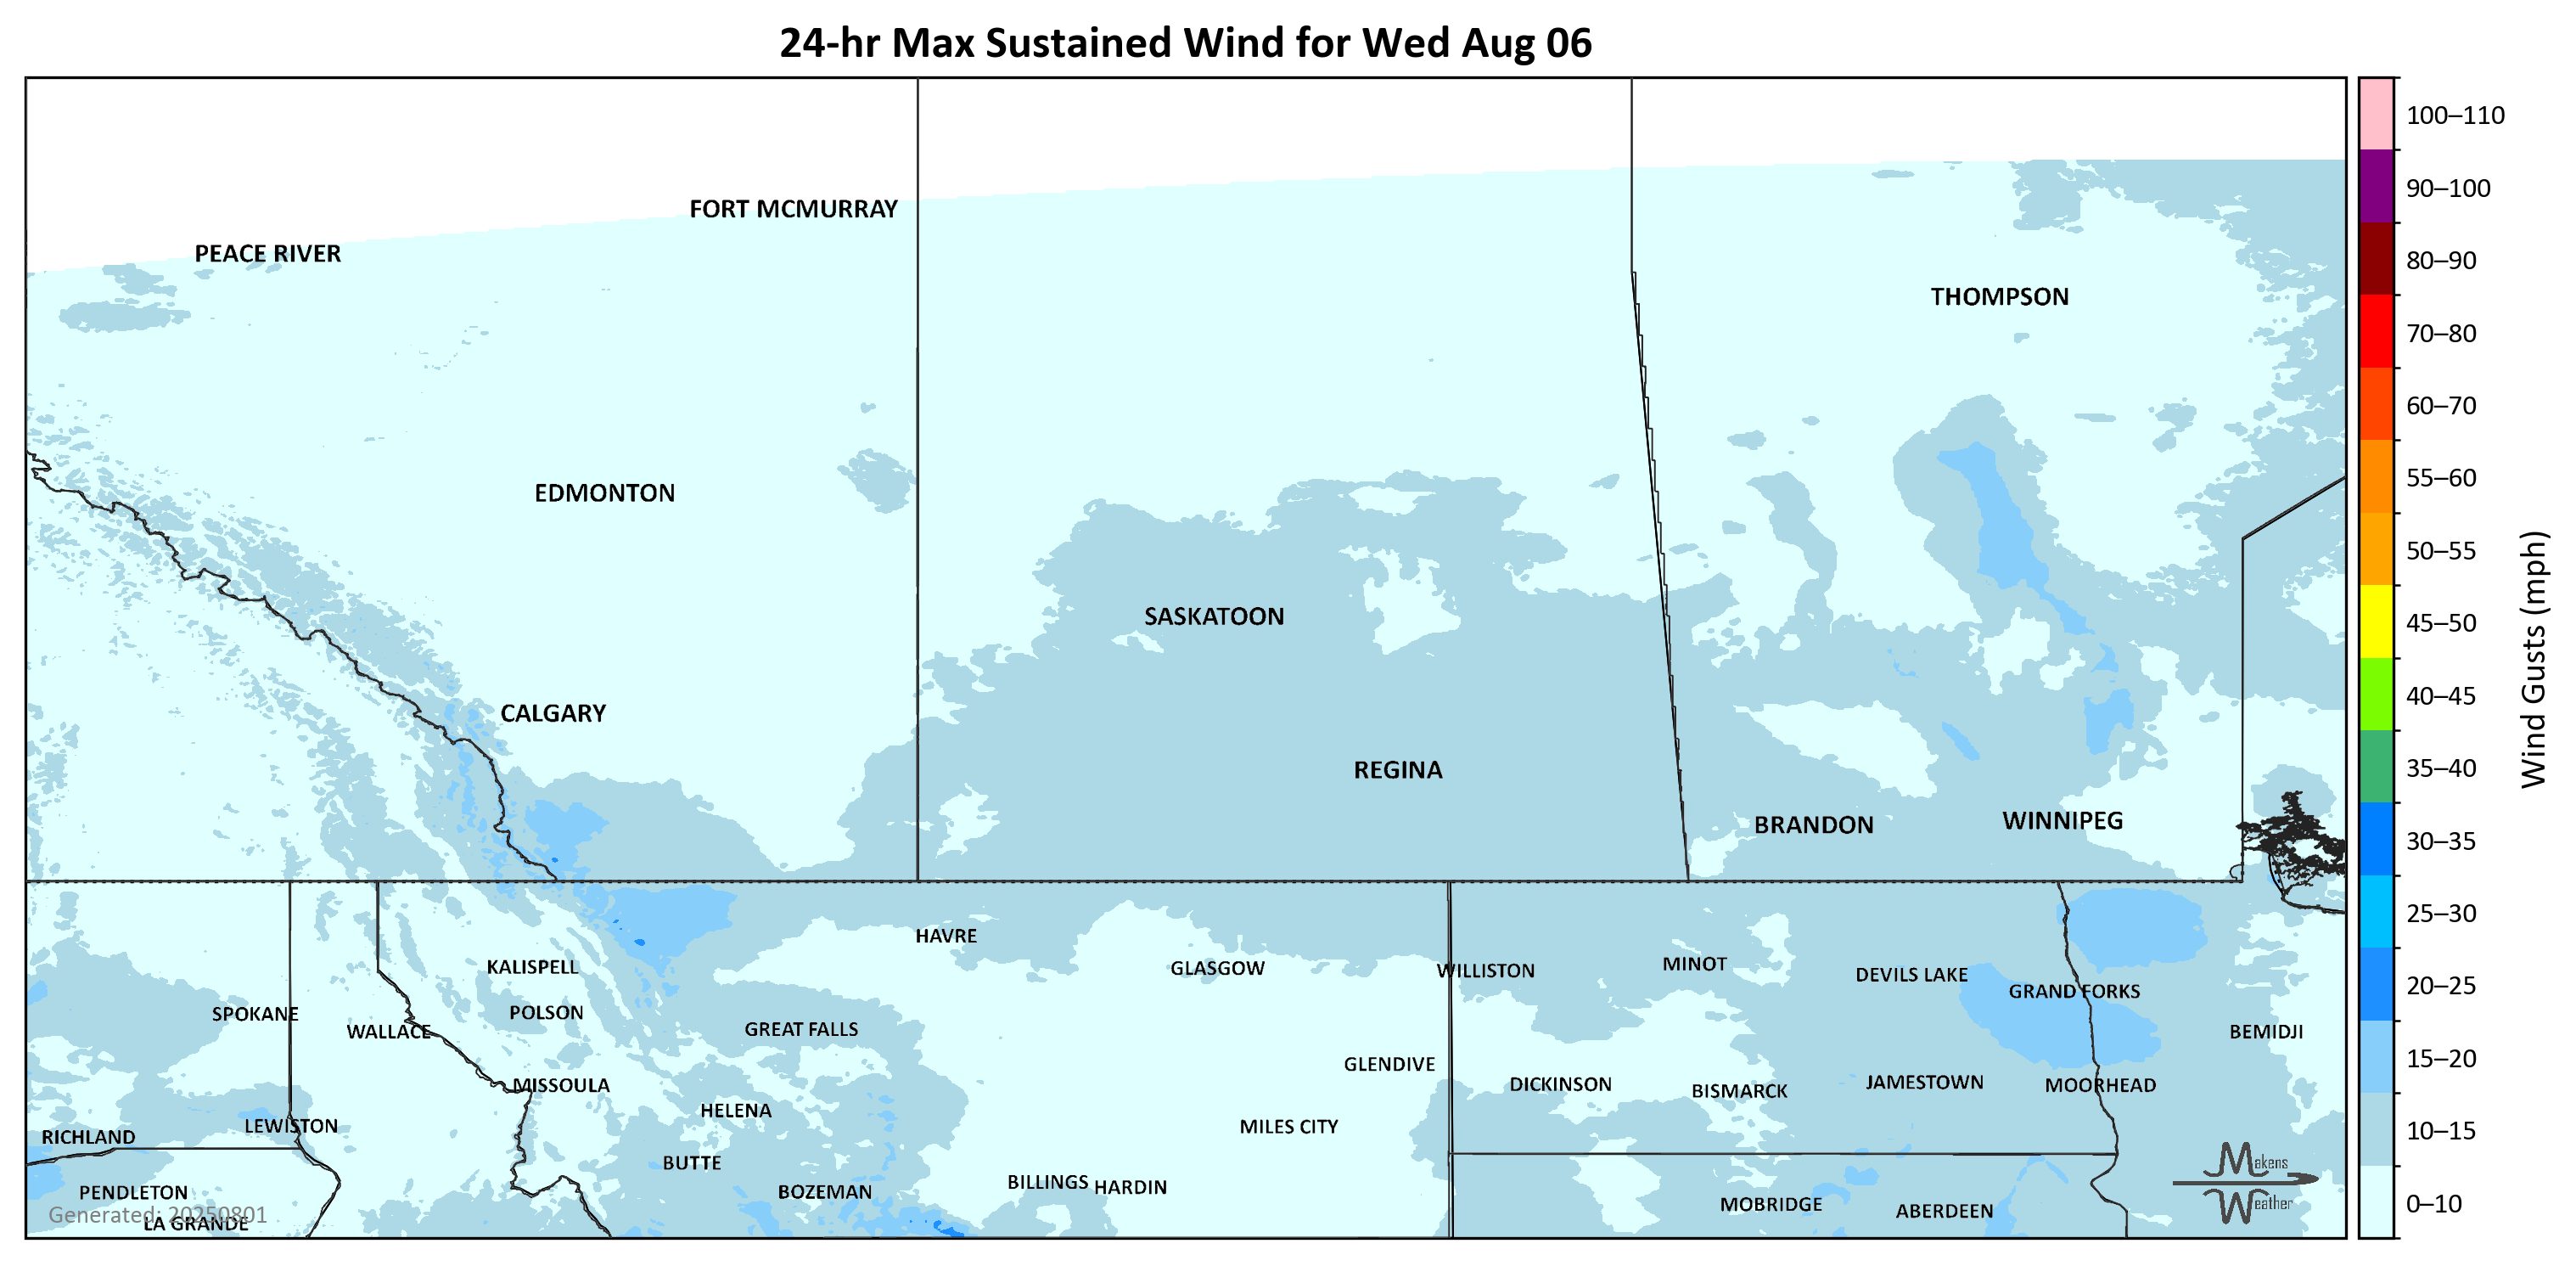 24-hr Max Sustained Wind for Wed Aug 06
100–110
90–100
80–90
70–80
60–70
55–60
50–55
45–50
40–45
35–40
30–35
25–30
20–25
15–20
10–15
0–10
Wind Gusts (mph)
FORT MCMURRAY
PEACE RIVER
THOMPSON
EDMONTON
SASKATOON
CALGARY
REGINA
BRANDON
WINNIPEG
HAVRE
KALISPELL
GLASGOW
WILLISTON
MINOT
DEVILS LAKE
GRAND FORKS
SPOKANE
POLSON
WALLACE
GREAT FALLS
BEMIDJI
GLENDIVE
MISSOULA
DICKINSON
BISMARCK
JAMESTOWN
MOORHEAD
HELENA
LEWISTON
MILES CITY
RICHLAND
BUTTE
PENDLETON
BOZEMAN
BILLINGS
HARDIN
MOBRIDGE
ABERDEEN
Generated: 20250801
LA GRANDE
Makens
Weather